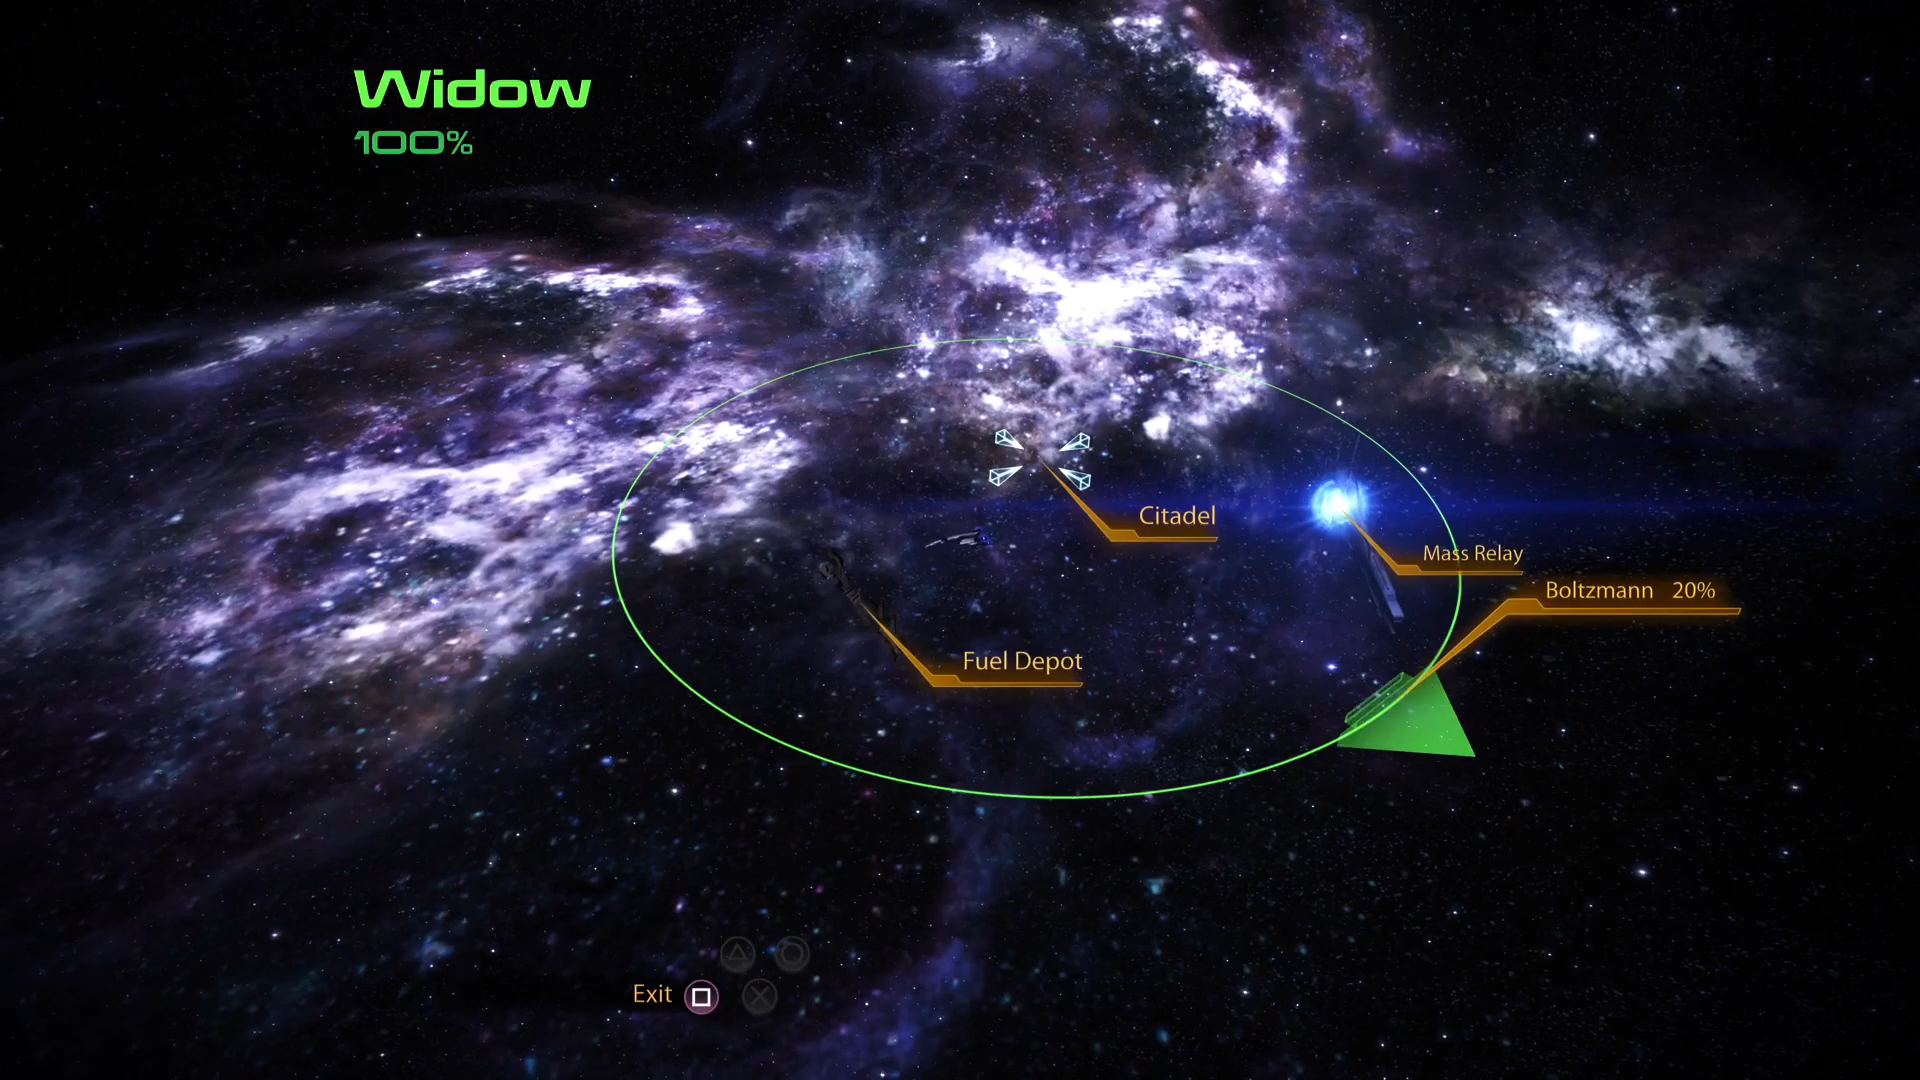 Widow
100%
Citadel
Mass Relay
Boltzmann 20%
Fuel Depot
Exit